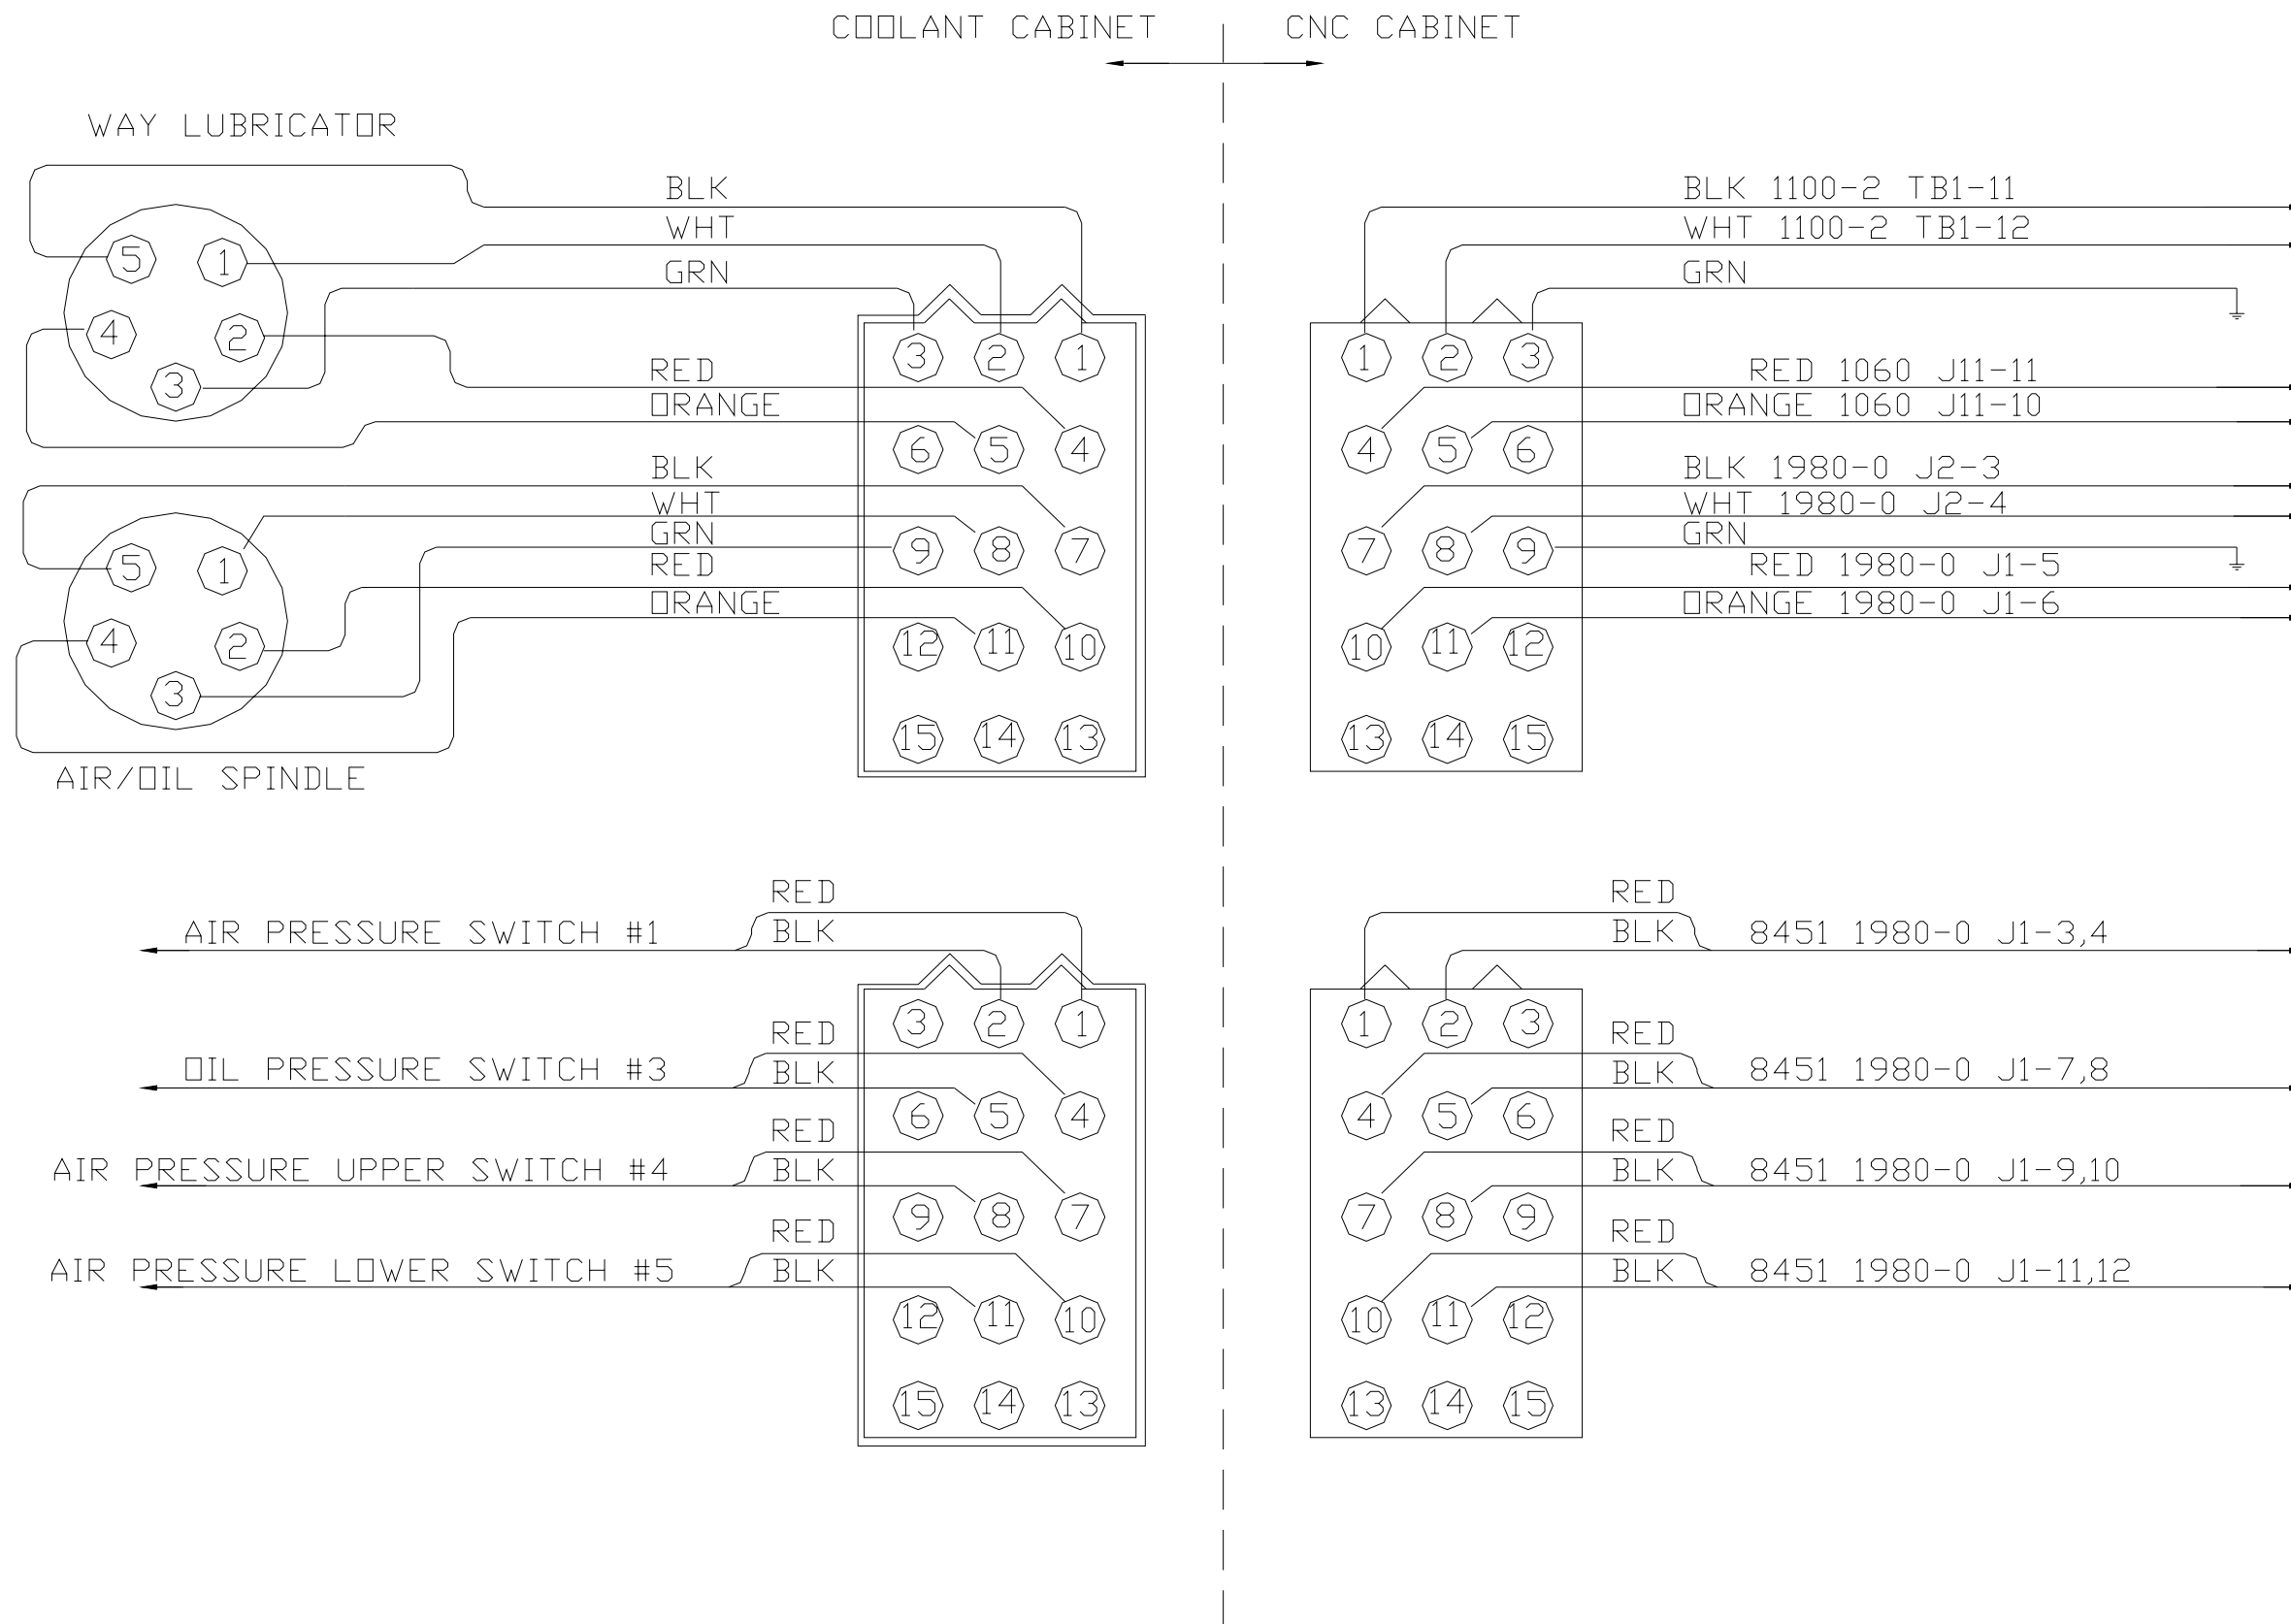 COOLANT CABINET CNC CABINET
WAY LUBRICATOR
BLK BLK 1100-2 TB1-11
WHT WHT 1100-2 TB1-12
5 1 GRN GRN
4 2 3 2 1 1 2 3
3 RED RED 1060 J11-11
ORANGE ORANGE 1060 J11-10
6 5 4 4 5 6
BLK BLK 1980-0 J2-3
WHT WHT 1980-0 J2-4
GRN GRN
5 1 9 8 7 7 8 9
RED RED 1980-0 J1-5
ORANGE ORANGE 1980-0 J1-6
4 2 12 11 10 10 11 12
3
15 14 13 13 14 15
AIR/OIL SPINDLE
RED RED
AIR PRESSURE SWITCH #1 BLK BLK 8451 1980-0 J1-3,4
3 2 1 1 2 3
RED RED
OIL PRESSURE SWITCH #3 BLK BLK 8451 1980-0 J1-7,8
6 5 4 4 5 6
RED RED
AIR PRESSURE UPPER SWITCH #4 BLK BLK 8451 1980-0 J1-9,10
9 8 7 7 8 9
RED RED
AIR PRESSURE LOWER SWITCH #5 BLK BLK 8451 1980-0 J1-11,12
12 11 10 10 11 12
15 14 13 13 14 15